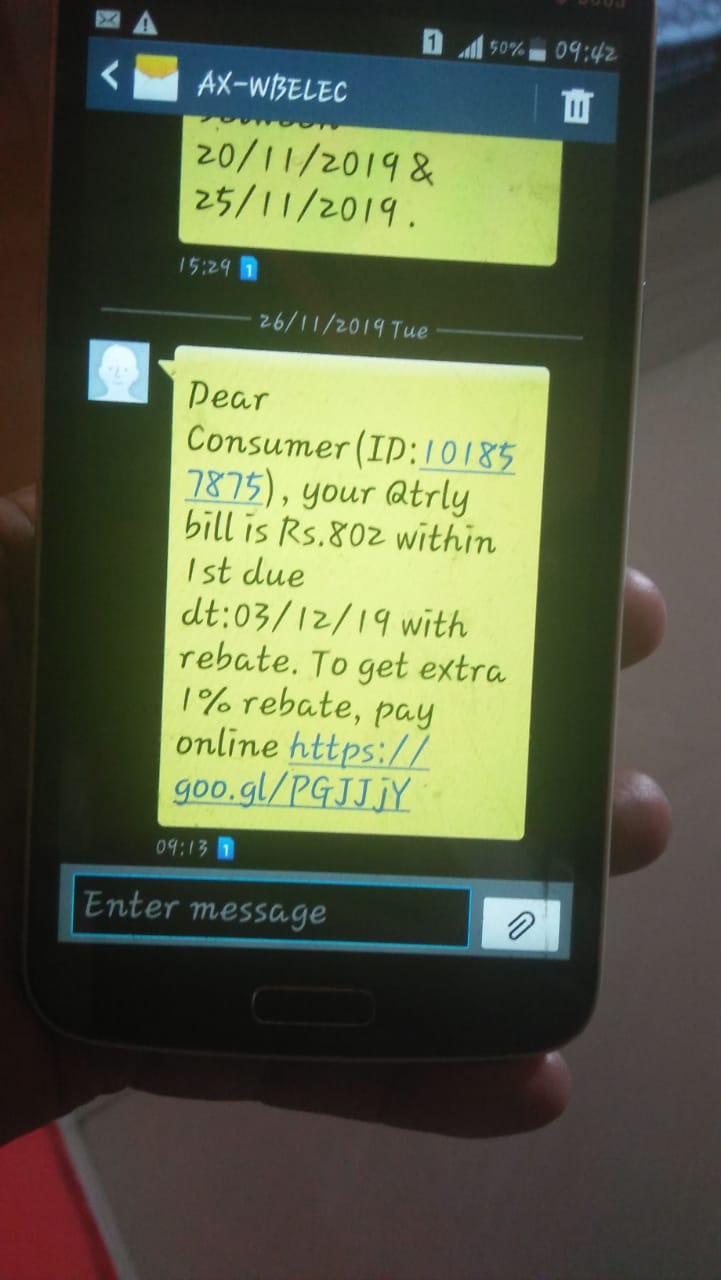 1 50% 09:42
AX-WBELEC
20/11/2019 &
25/11/2019.
15:29 1
26/11/2019 Tue
Dear
Consumer(ID:10185
7875), your Qtrly
bill is Rs.802 within
1st due
dt:03/12/19 with
rebate. To get extra
1% rebate, pay
online https://
goo.gl/PGJJjY
09:13 1
Enter message